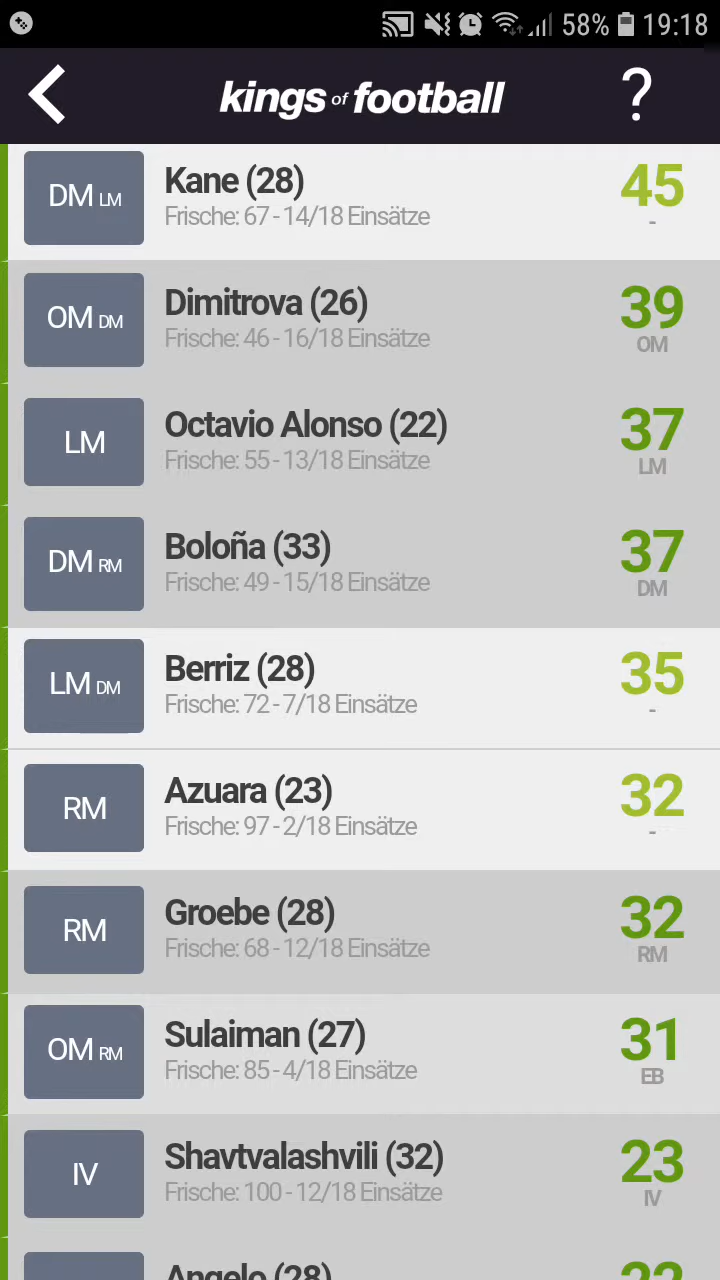 58% 19:18
kings of football ?
DM LM Kane (28) 45
Frische: 67 - 14/18 Einsätze -
OM DM Dimitrova (26) 39
Frische: 46 - 16/18 Einsätze OM
LM Octavio Alonso (22) 37
Frische: 55 - 13/18 Einsätze LM
DM RM Boloña (33) 37
Frische: 49 - 15/18 Einsätze DM
LM DM Berriz (28) 35
Frische: 72 - 7/18 Einsätze -
RM Azuara (23) 32
Frische: 97 - 2/18 Einsätze -
RM Groebe (28) 32
Frische: 68 - 12/18 Einsätze RM
OM RM Sulaiman (27) 31
Frische: 85 - 4/18 Einsätze EB
IV Shavtvalashvili (32) 23
Frische: 100 - 12/18 Einsätze IV
Angelo (28)